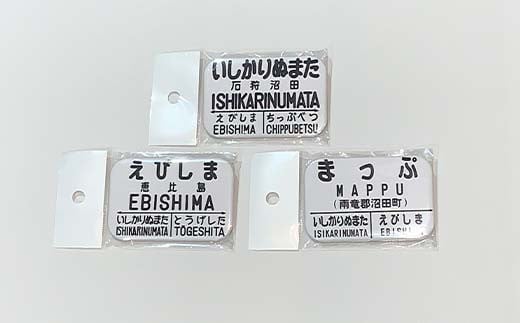 いしかりぬまた
石狩沼田
ISHIKARINUMATA
えびしま ちっぷべつ
EBISHIMA CHIPPUBETSU
えびしま
恵比島
EBISHIMA
いしかりぬまた とうげした
ISHIKARINUMATA TŌGESHITA
まっぷ
MAPPU
(雨竜郡沼田町)
いしかりぬまた えびしま
ISIKARINUMATA